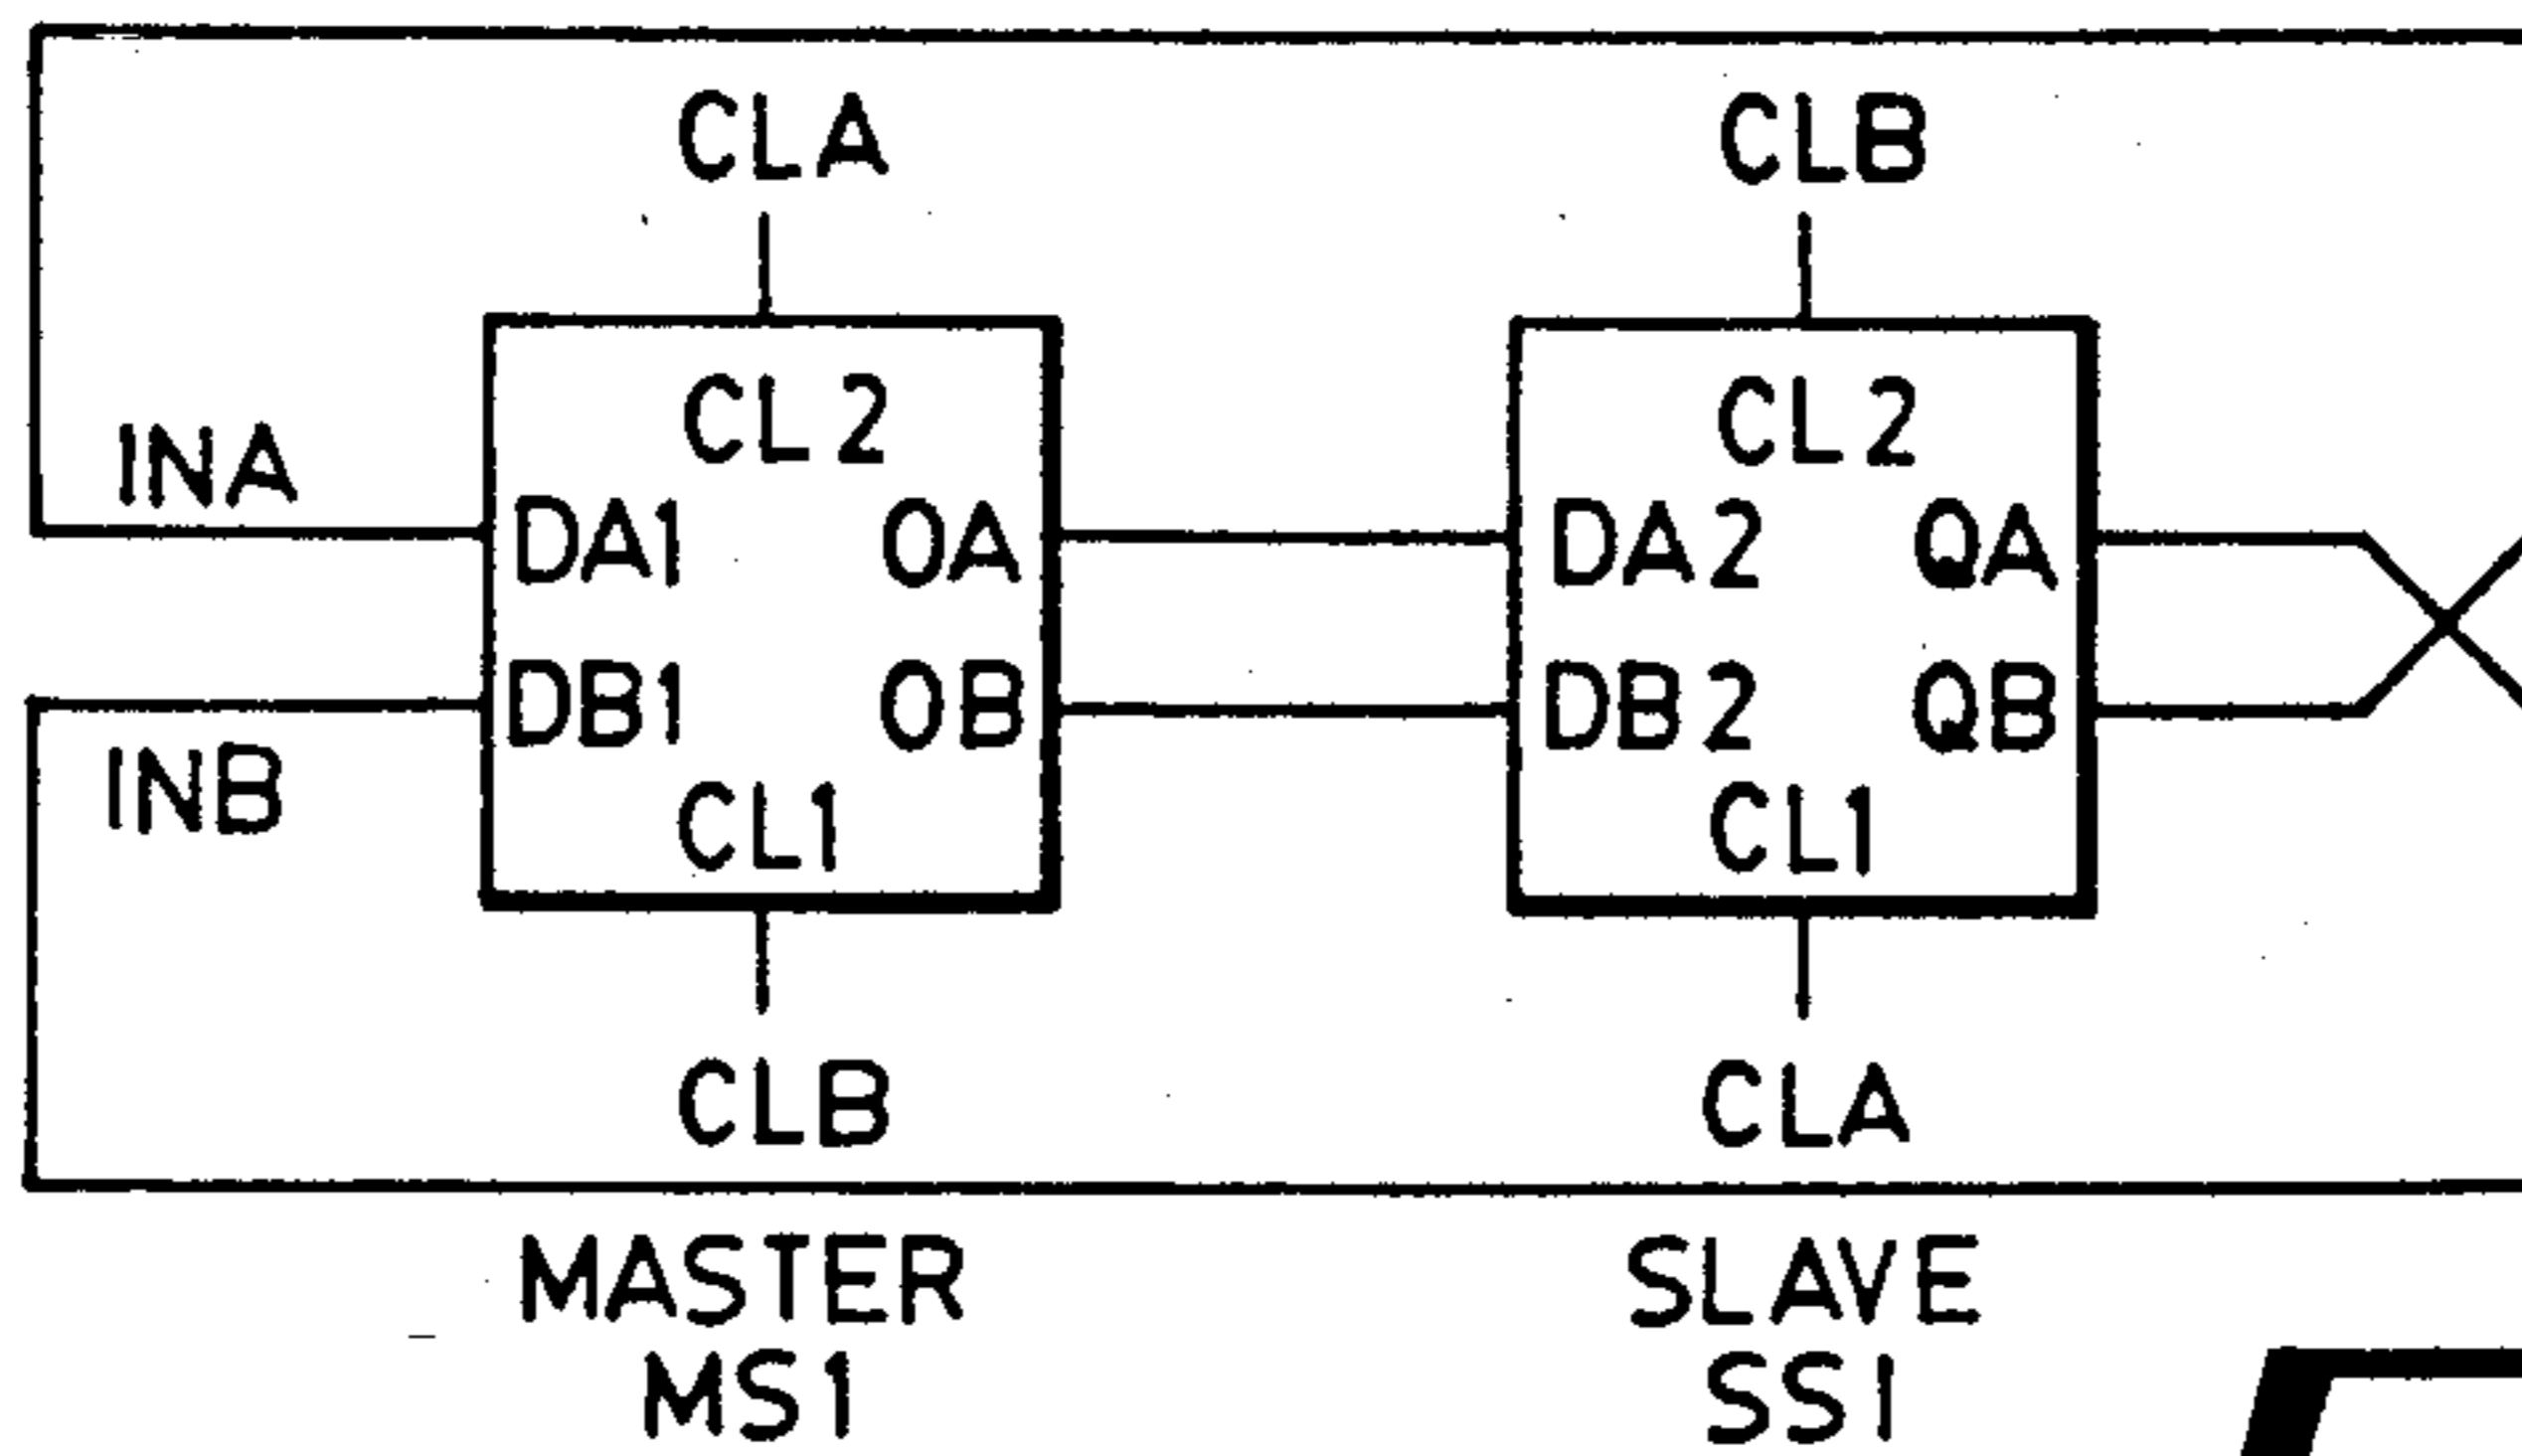 CLA CLB
CL2 CL2
INA
DA1 OA DA2 QA
DB1 OB DB2 QB
INB
CL1 CL1
CLB CLA
MASTER SLAVE
MS1 SS1